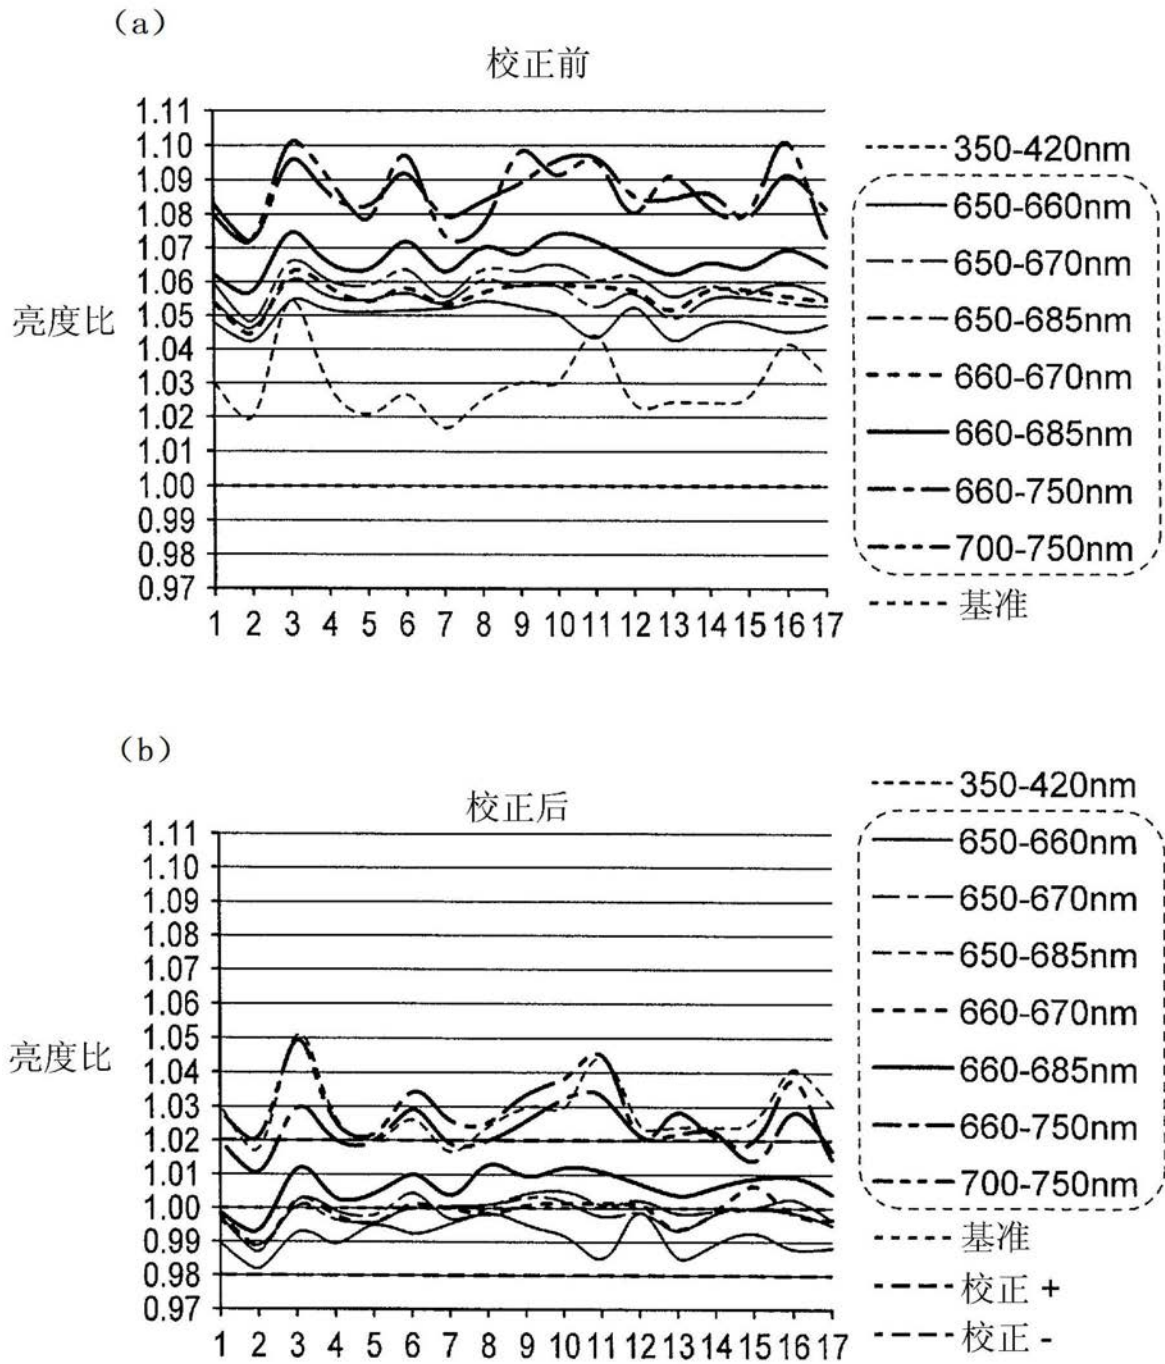 (a)
校正前
亮度比
1.11
1.10
1.09
1.08
1.07
1.06
1.05
1.04
1.03
1.02
1.01
1.00
0.99
0.98
0.97
1 2 3 4 5 6 7 8 9 10 11 12 13 14 15 16 17
350-420nm
650-660nm
650-670nm
650-685nm
660-670nm
660-685nm
660-750nm
700-750nm
基准
(b)
校正后
亮度比
1.11
1.10
1.09
1.08
1.07
1.06
1.05
1.04
1.03
1.02
1.01
1.00
0.99
0.98
0.97
1 2 3 4 5 6 7 8 9 10 11 12 13 14 15 16 17
350-420nm
650-660nm
650-670nm
650-685nm
660-670nm
660-685nm
660-750nm
700-750nm
基准
校正 +
校正 -